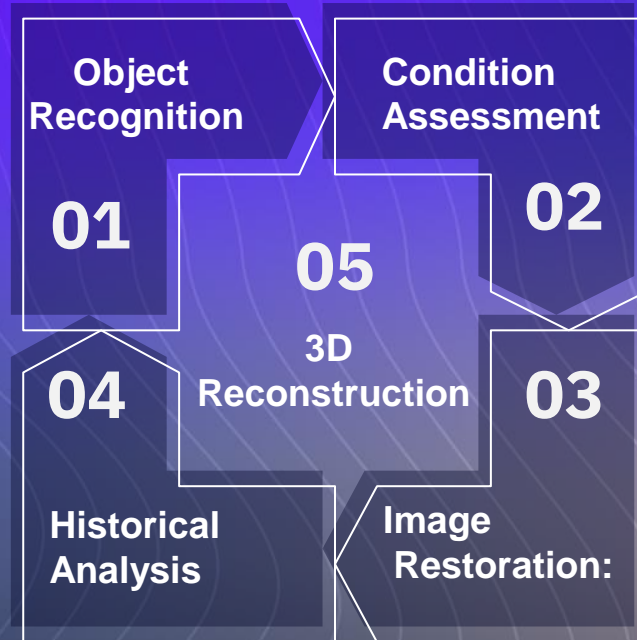 Object
Recognition
01
Condition
Assessment
02
05
3D
Reconstruction
04
Historical
Analysis
03
Image
Restoration: